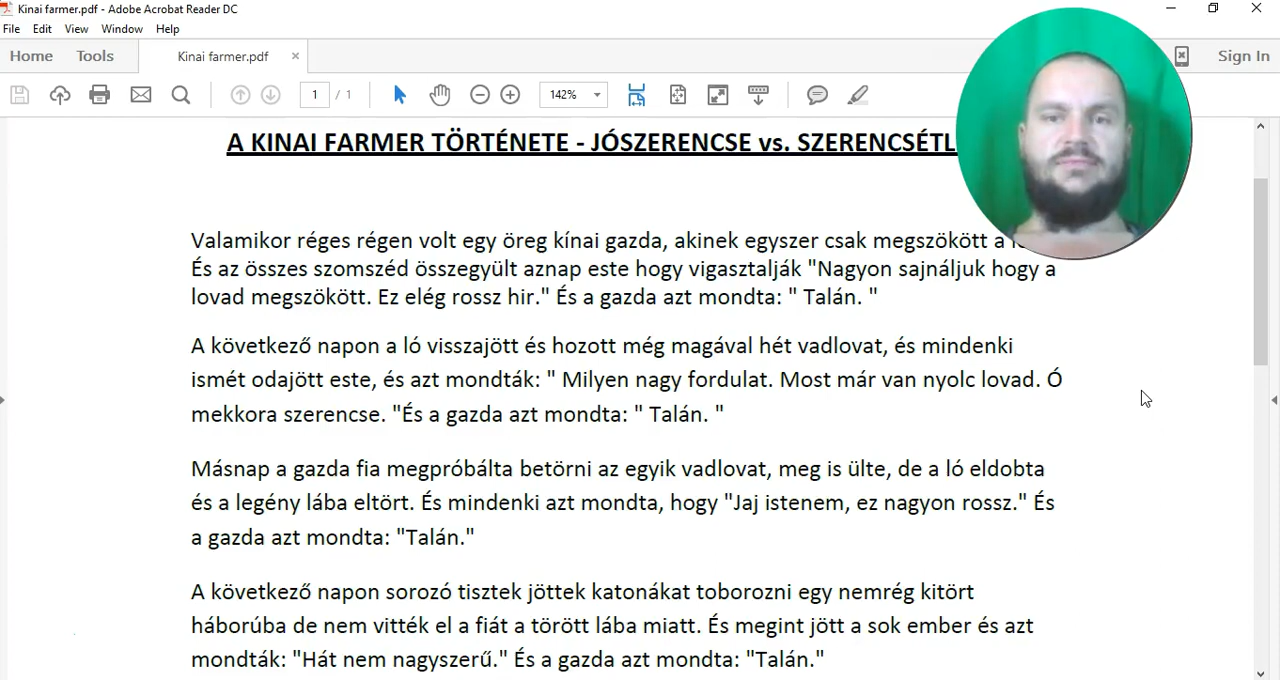 Kinai farmer.pdf - Adobe Acrobat Reader DC
File Edit View Window Help
Home Tools Kinai farmer.pdf × Sign In
1 / 1 142%
A KINAI FARMER TÖRTÉNETE - JÓSZERENCSE vs.
Valamikor réges régen volt egy öreg kínai gazda, akinek egyszer csak megszökött a
És az összes szomszéd összegyült aznap este hogy vigasztalják "Nagyon sajnáljuk hogy a
lovad megszökött. Ez elég rossz hir." És a gazda azt mondta: " Talán. "
A következő napon a ló visszajött és hozott még magával hét vadlovat, és mindenki
ismét odajött este, és azt mondták: " Milyen nagy fordulat. Most már van nyolc lovad. Ó
mekkora szerencse. "És a gazda azt mondta: " Talán. "
Másnap a gazda fia megpróbálta betörni az egyik vadlovat, meg is ülte, de a ló eldobta
és a legény lába eltört. És mindenki azt mondta, hogy "Jaj istenem, ez nagyon rossz." És
a gazda azt mondta: "Talán."
A következő napon sorozó tisztek jöttek katonákat toborozni egy nemrég kitört
háborúba de nem vitték el a fiát a törött lába miatt. És megint jött a sok ember és azt
mondták: "Hát nem nagyszerű." És a gazda azt mondta: "Talán."